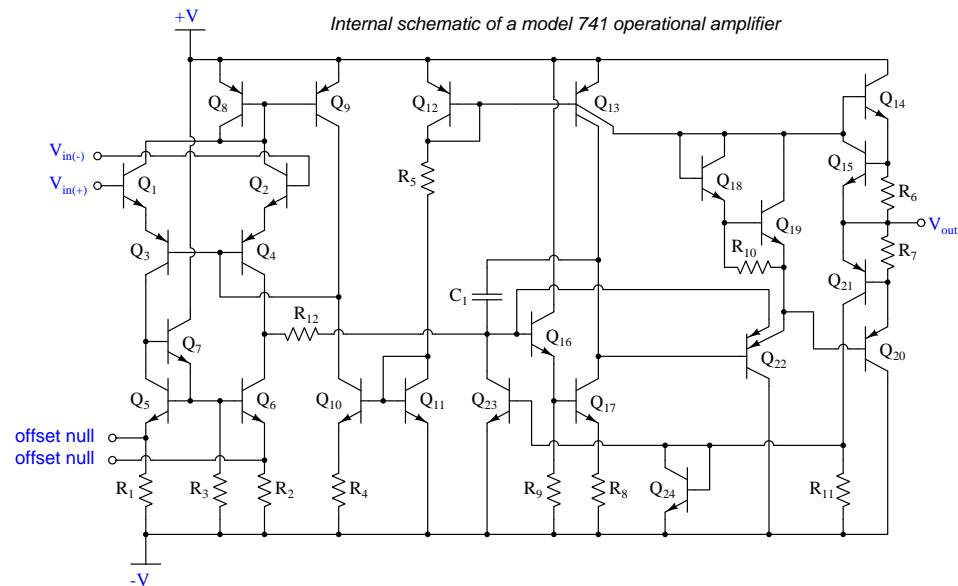 Internal schematic of a model 741 operational amplifier
+V
Q8
Q9
Q12
Q13
Q14
Vin(-)
Vin(+)
Q1
Q2
R5
Q18
Q15
R6
Q19
Vout
Q3
Q4
R10
R7
C1
Q21
R12
Q7
Q16
Q22
Q20
Q5
Q6
Q10
Q11
Q23
Q17
offset null
offset null
R1
R3
R2
R4
R9
R8
Q24
R11
-V